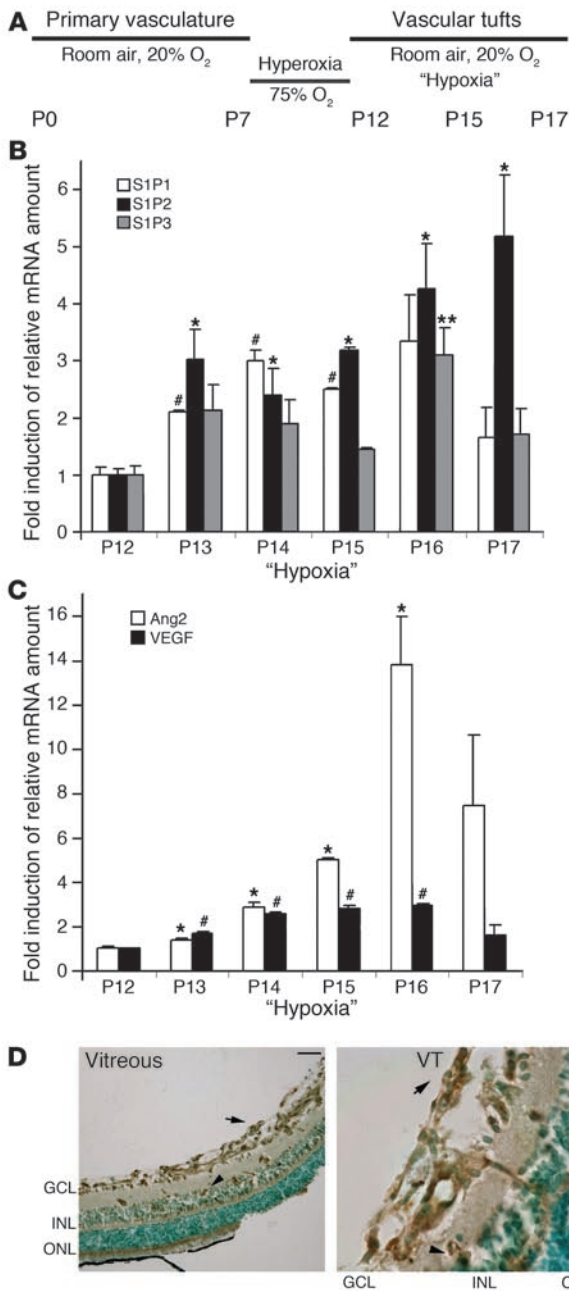 A
Primary vasculature
Vascular tufts
Room air, 20% O₂
Hyperoxia
Room air, 20% O₂
75% O₂
"Hypoxia"
P0
P7
P12
P15
P17
B
Fold induction of relative mRNA amount
6
5
4
3
2
1
0
S1P1
S1P2
S1P3
#
*
#
*
#
*
*
**
*
P12
P13
P14
P15
P16
P17
"Hypoxia"
C
Fold induction of relative mRNA amount
16
14
12
10
8
6
4
2
0
Ang2
VEGF
*
#
*
#
*
#
*
#
P12
P13
P14
P15
P16
P17
"Hypoxia"
D
Vitreous
VT
GCL
INL
ONL
GCL
INL